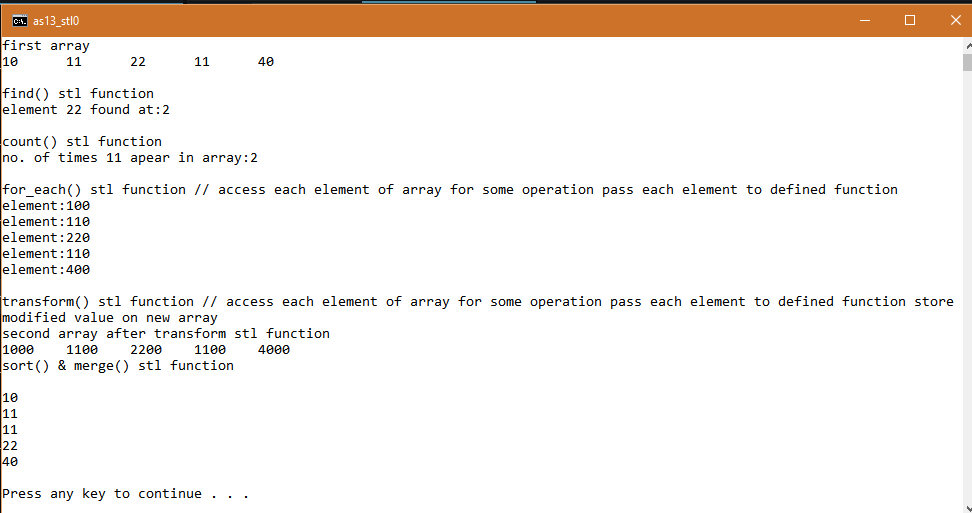 as13_stl0
first array
10 11 22 11 40
find() stl function
element 22 found at:2
count() stl function
no. of times 11 apear in array:2
for_each() stl function // access each element of array for some operation pass each element to defined function
element:100
element:110
element:220
element:110
element:400
transform() stl function // access each element of array for some operation pass each element to defined function store
modified value on new array
second array after transform stl function
1000 1100 2200 1100 4000
sort() & merge() stl function
10
11
11
22
40
Press any key to continue . . .